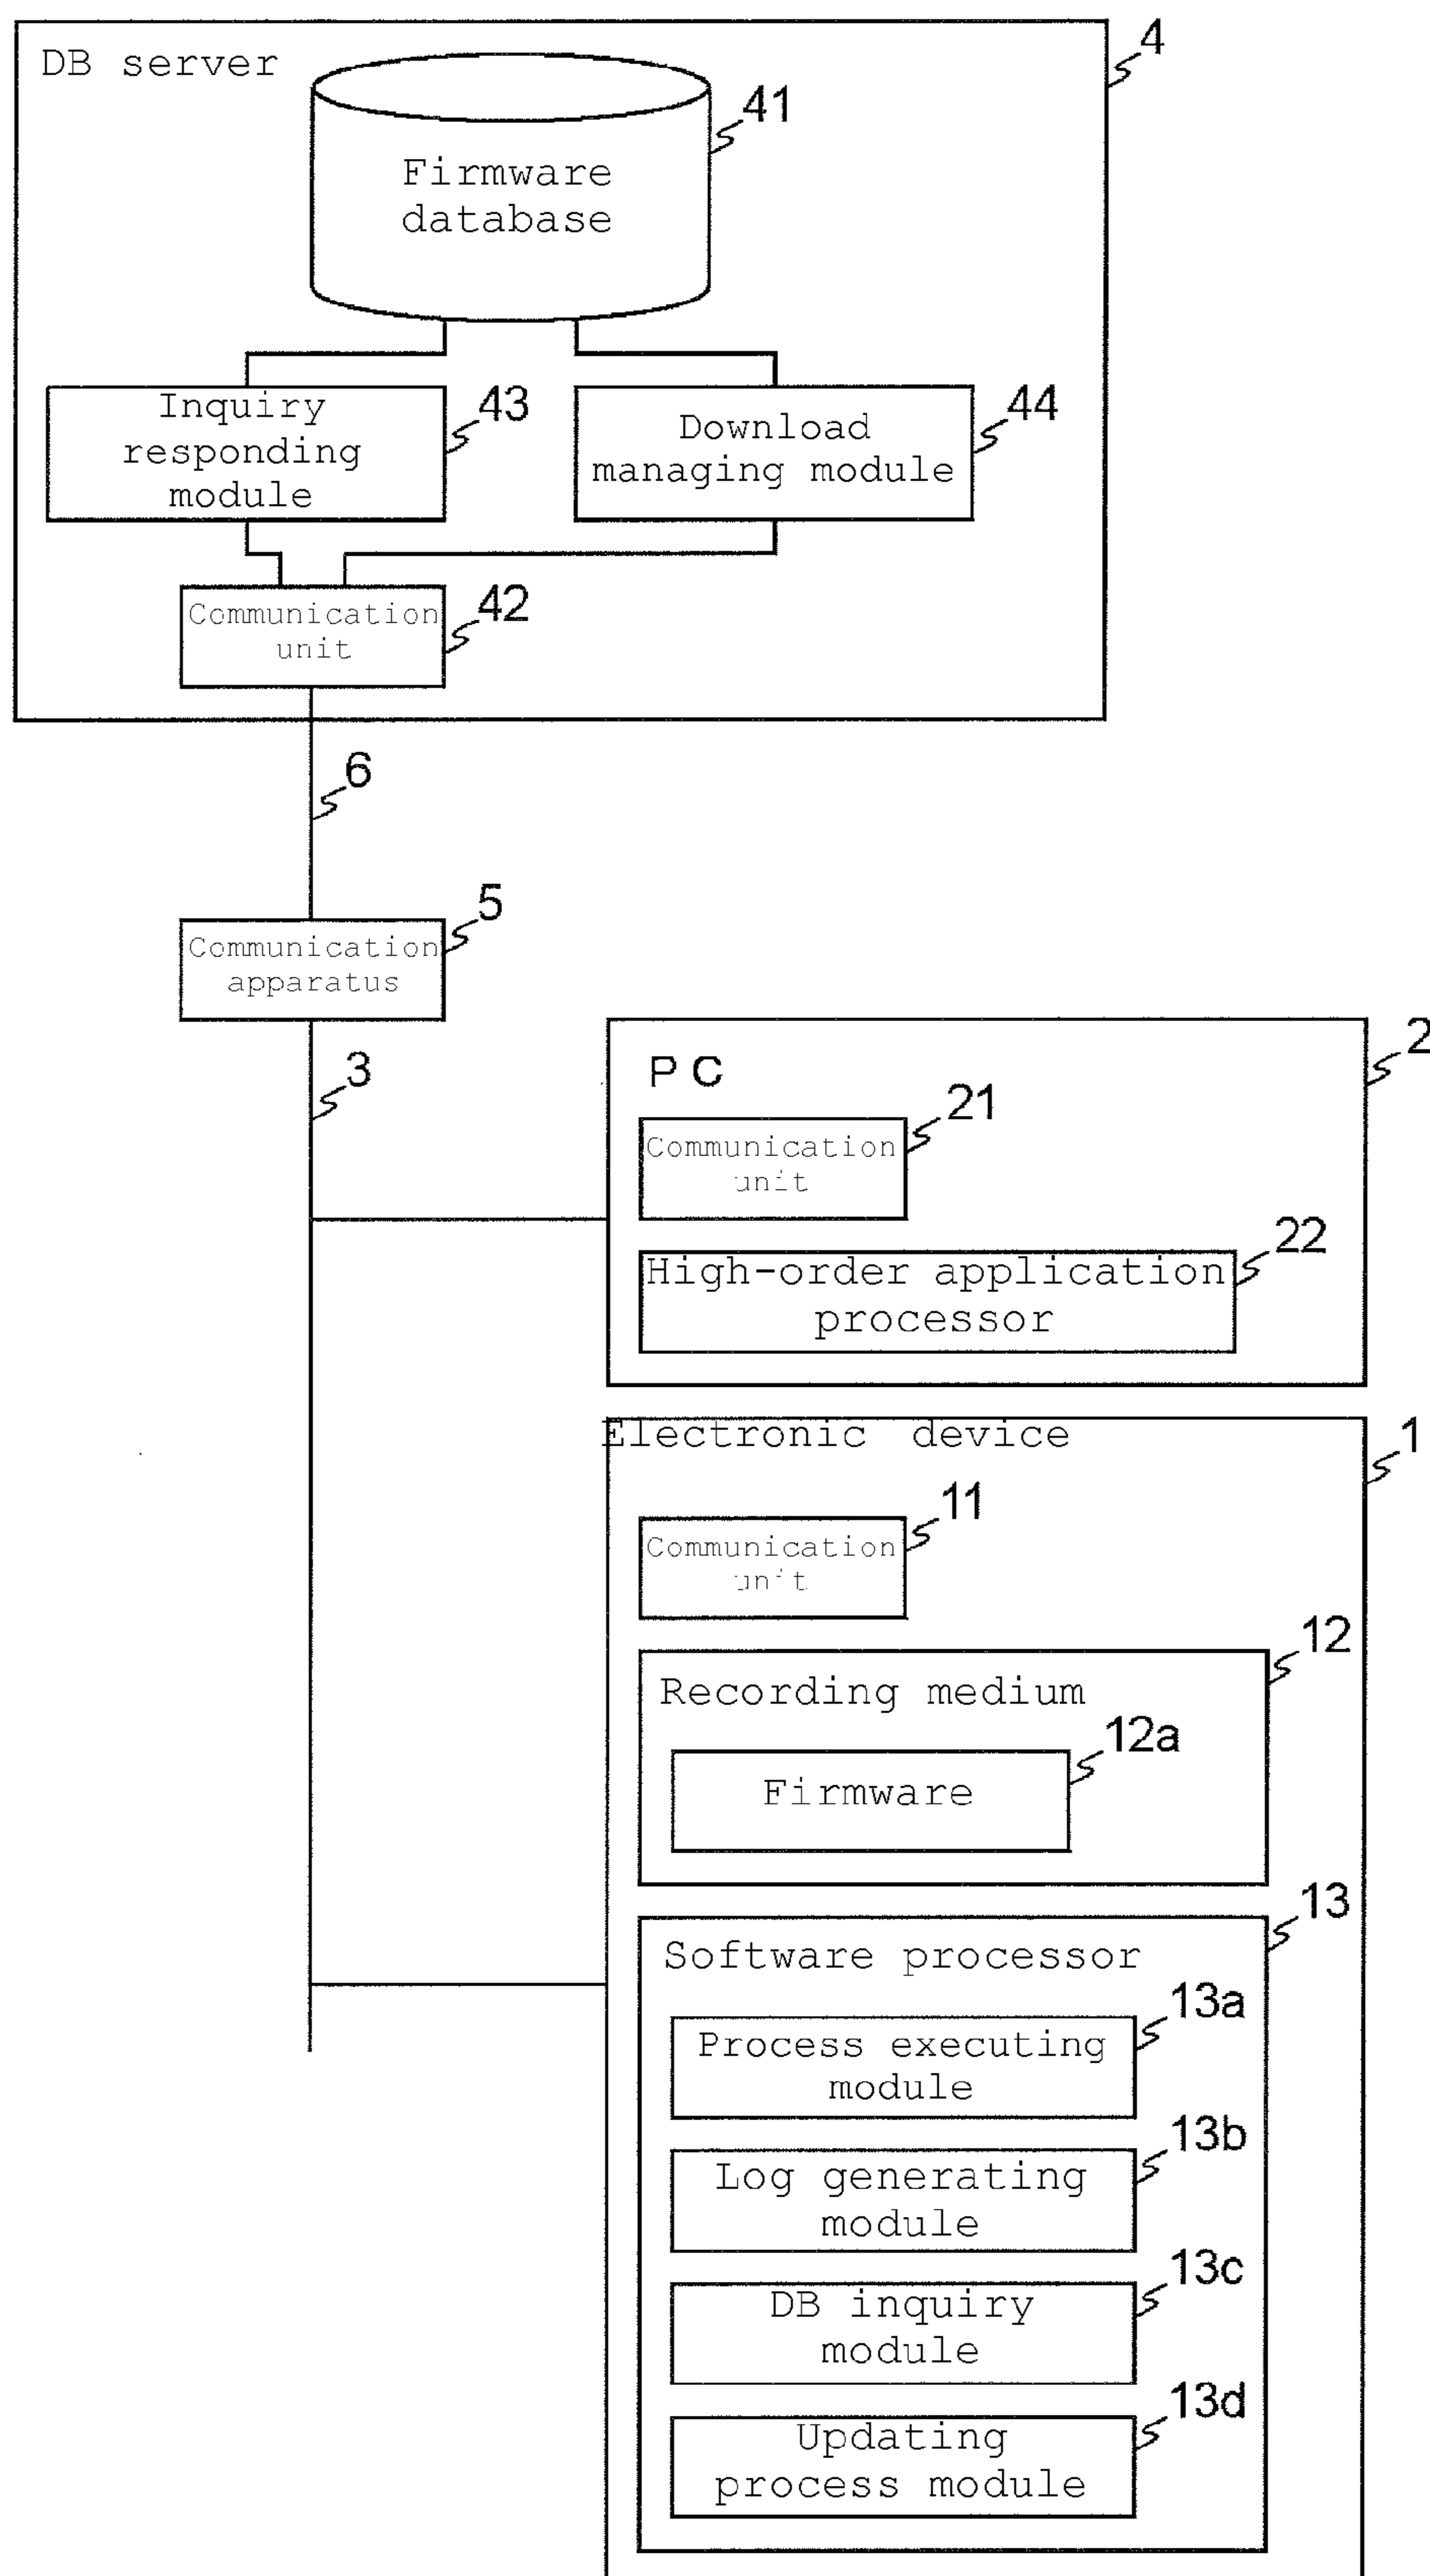 DB server
4
41
Firmware
database
Inquiry
responding
module
43
Download
managing module
44
Communication
unit
42
6
Communication
apparatus
5
3
PC
2
Communication
unit
21
High-order application
processor
22
Electronic device
1
Communication
unit
11
Recording medium
12
Firmware
12a
Software processor
13
Process executing
module
13a
Log generating
module
13b
DB inquiry
module
13c
Updating
process module
13d